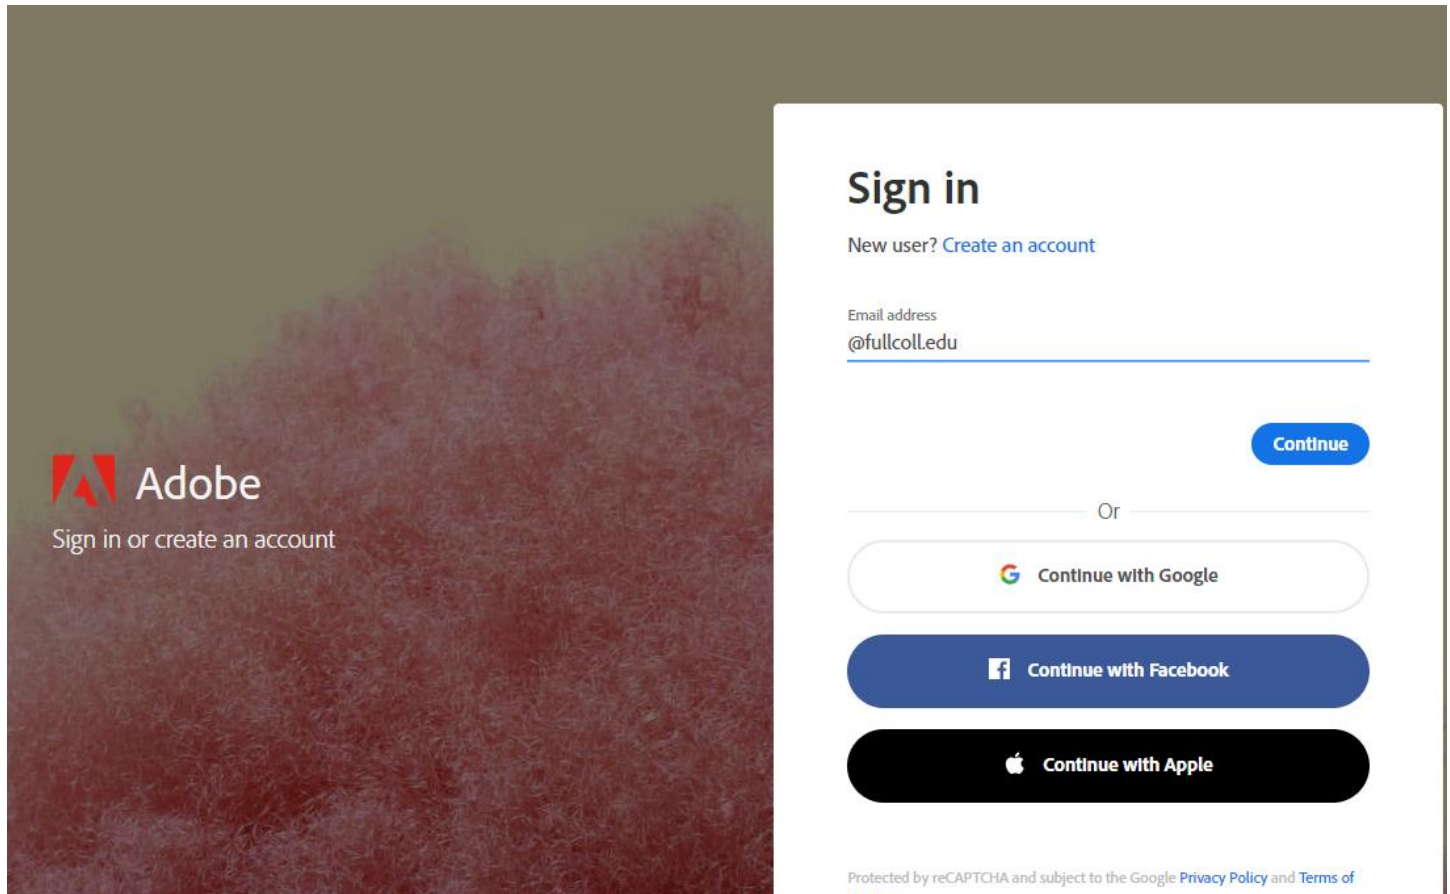 Adobe
Sign in or create an account
Sign in
New user? Create an account
Email address
@fullcoll.edu
Continue
Or
Continue with Google
Continue with Facebook
Continue with Apple
Protected by reCAPTCHA and subject to the Google Privacy Policy and Terms of